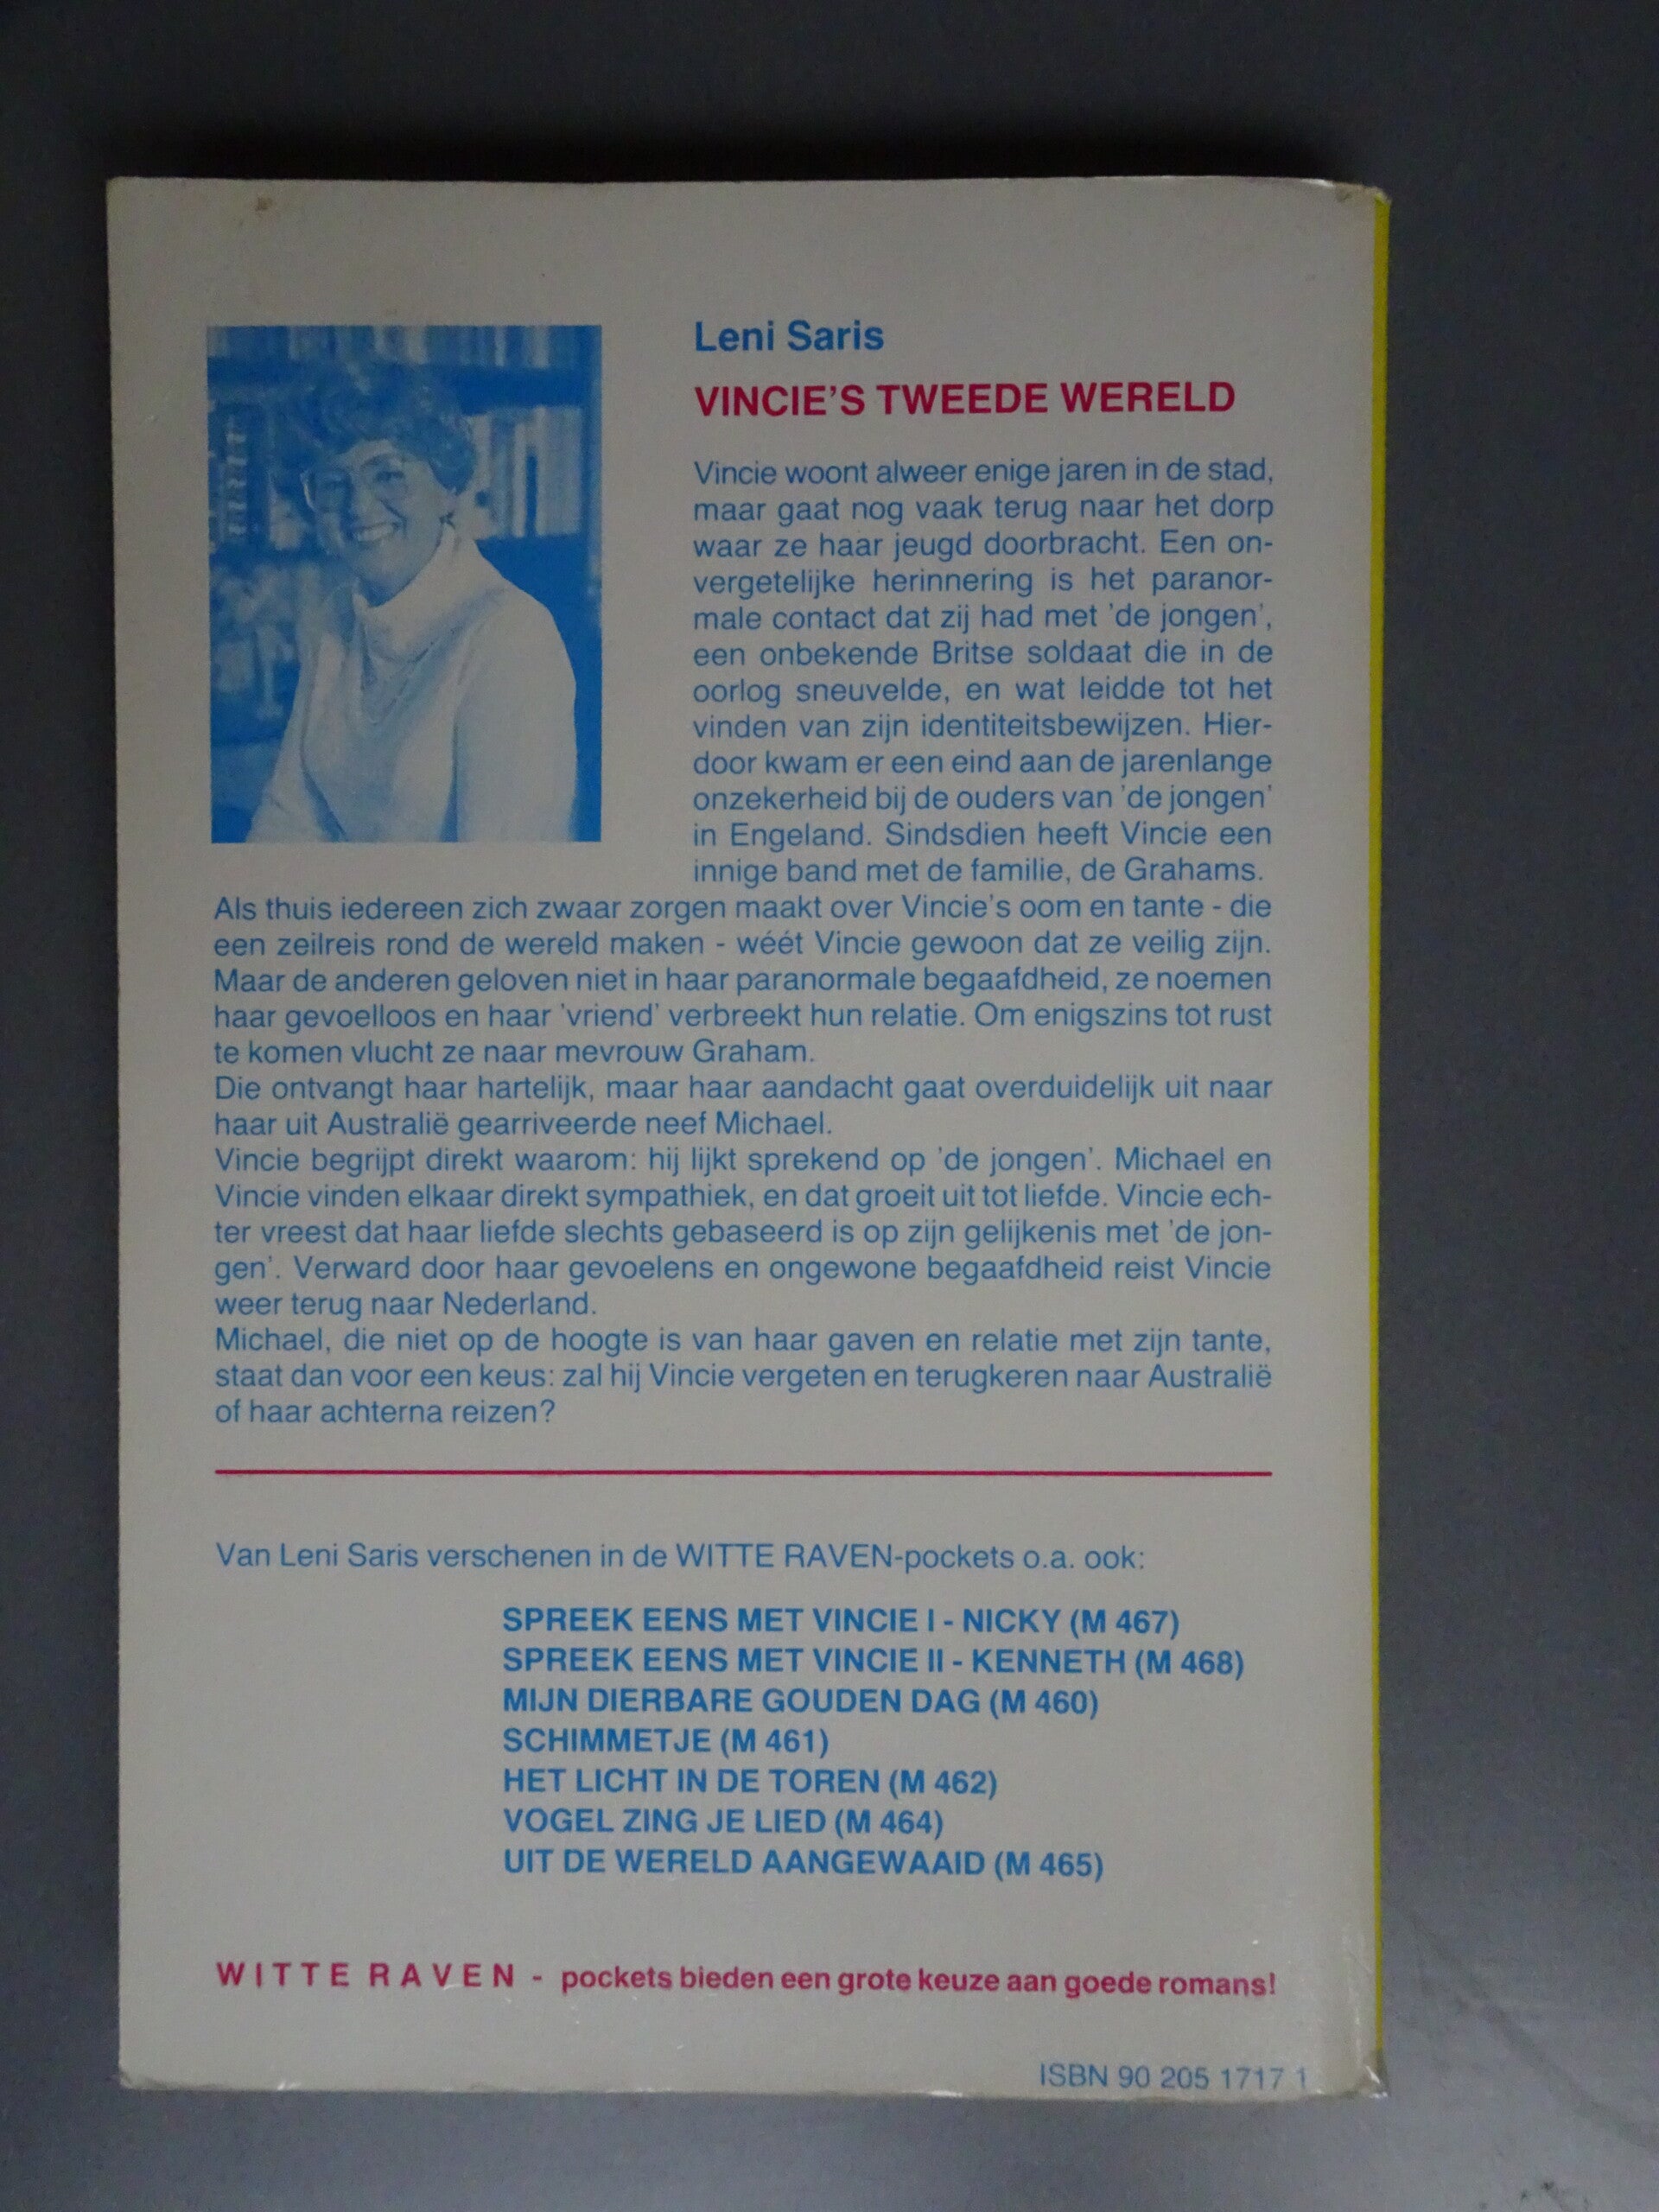 Leni Saris
VINCIE'S TWEEDE WERELD
Vincie woont alweer enige jaren in de stad,
maar gaat nog vaak terug naar het dorp
waar ze haar jeugd doorbracht. Een on-
vergetelijke herinnering is het paranor-
male contact dat zij had met 'de jongen',
een onbekende Britse soldaat die in de
oorlog sneuvelde, en wat leidde tot het
vinden van zijn identiteitsbewijzen. Hier-
door kwam er een eind aan de jarenlange
onzekerheid bij de ouders van 'de jongen'
in Engeland. Sindsdien heeft Vincie een
innige band met de familie, de Grahams.
Als thuis iedereen zich zwaar zorgen maakt over Vincie's oom en tante - die
een zeilreis rond de wereld maken - wéét Vincie gewoon dat ze veilig zijn.
Maar de anderen geloven niet in haar paranormale begaafdheid, ze noemen
haar gevoelloos en haar 'vriend' verbreekt hun relatie. Om enigszins tot rust
te komen vlucht ze naar mevrouw Graham.
Die ontvangt haar hartelijk, maar haar aandacht gaat overduidelijk uit naar
haar uit Australië gearriveerde neef Michael.
Vincie begrijpt direkt waarom: hij lijkt sprekend op 'de jongen'. Michael en
Vincie vinden elkaar direkt sympathiek, en dat groeit uit tot liefde. Vincie ech-
ter vreest dat haar liefde slechts gebaseerd is op zijn gelijkenis met 'de jon-
gen'. Verward door haar gevoelens en ongewone begaafdheid reist Vincie
weer terug naar Nederland.
Michael, die niet op de hoogte is van haar gaven en relatie met zijn tante,
staat dan voor een keus: zal hij Vincie vergeten en terugkeren naar Australië
of haar achterna reizen?
Van Leni Saris verschenen in de WITTE RAVEN-pockets o.a. ook:
SPREEK EENS MET VINCIE I - NICKY (M 467)
SPREEK EENS MET VINCIE II - KENNETH (M 468)
MIJN DIERBARE GOUDEN DAG (M 460)
SCHIMMETJE (M 461)
HET LICHT IN DE TOREN (M 462)
VOGEL ZING JE LIED (M 464)
UIT DE WERELD AANGEWAAID (M 465)
WITTE RAVEN - pockets bieden een grote keuze aan goede romans!
ISBN 90 205 1717 1